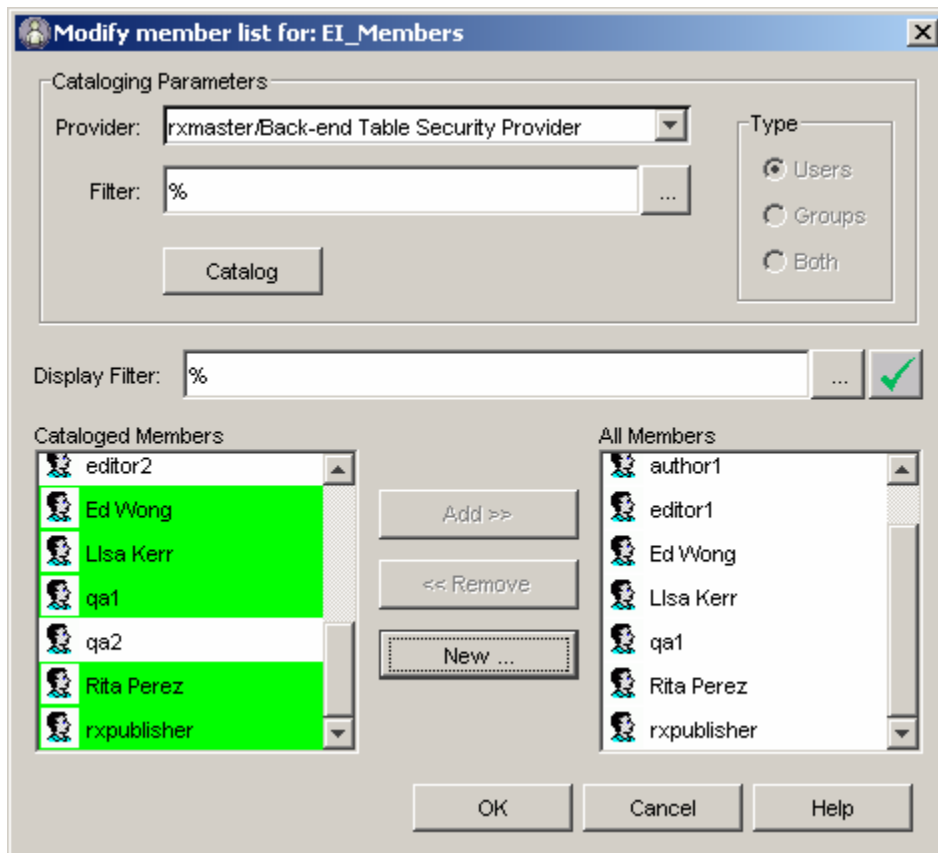 Modify member list for: EI_Members
Cataloging Parameters
Provider:
rxmaster/Back-end Table Security Provider
Type
Users
Groups
Both
Filter:
%
...
Catalog
Display Filter:
%
...
Cataloged Members
editor2
Ed Wong
LIsa Kerr
qa1
qa2
Rita Perez
rxpublisher
Add >>
<< Remove
New ...
All Members
author1
editor1
Ed Wong
LIsa Kerr
qa1
Rita Perez
rxpublisher
OK
Cancel
Help